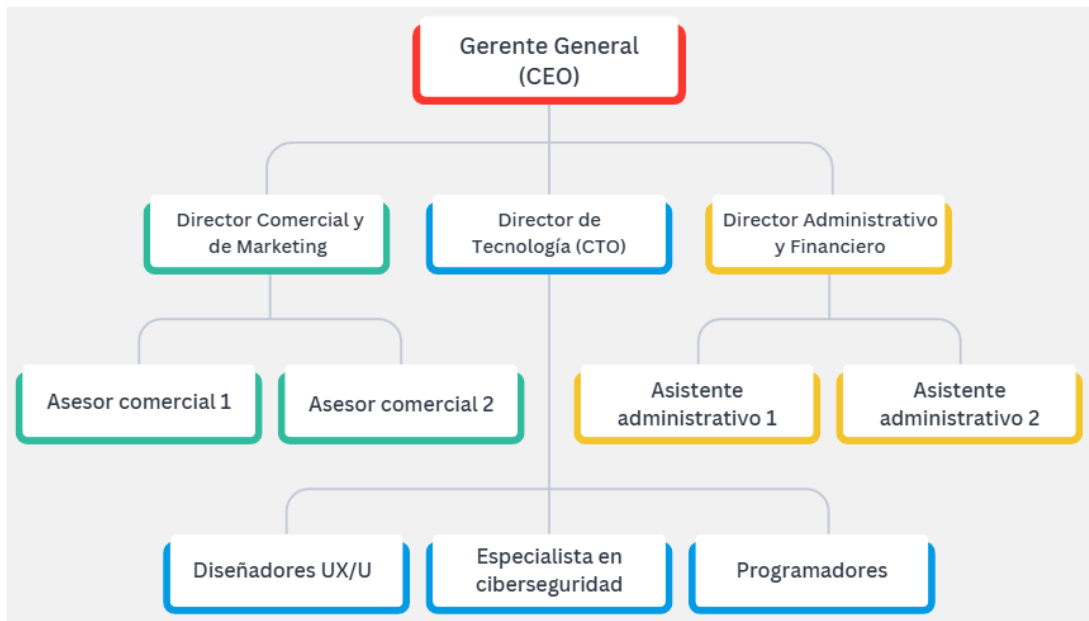 Gerente General
(CEO)
Director Comercial y
de Marketing
Director de
Tecnología (CTO)
Director Administrativo
y Financiero
Asesor comercial 1
Asesor comercial 2
Asistente
administrativo 1
Asistente
administrativo 2
Diseñadores UX/U
Especialista en
ciberseguridad
Programadores